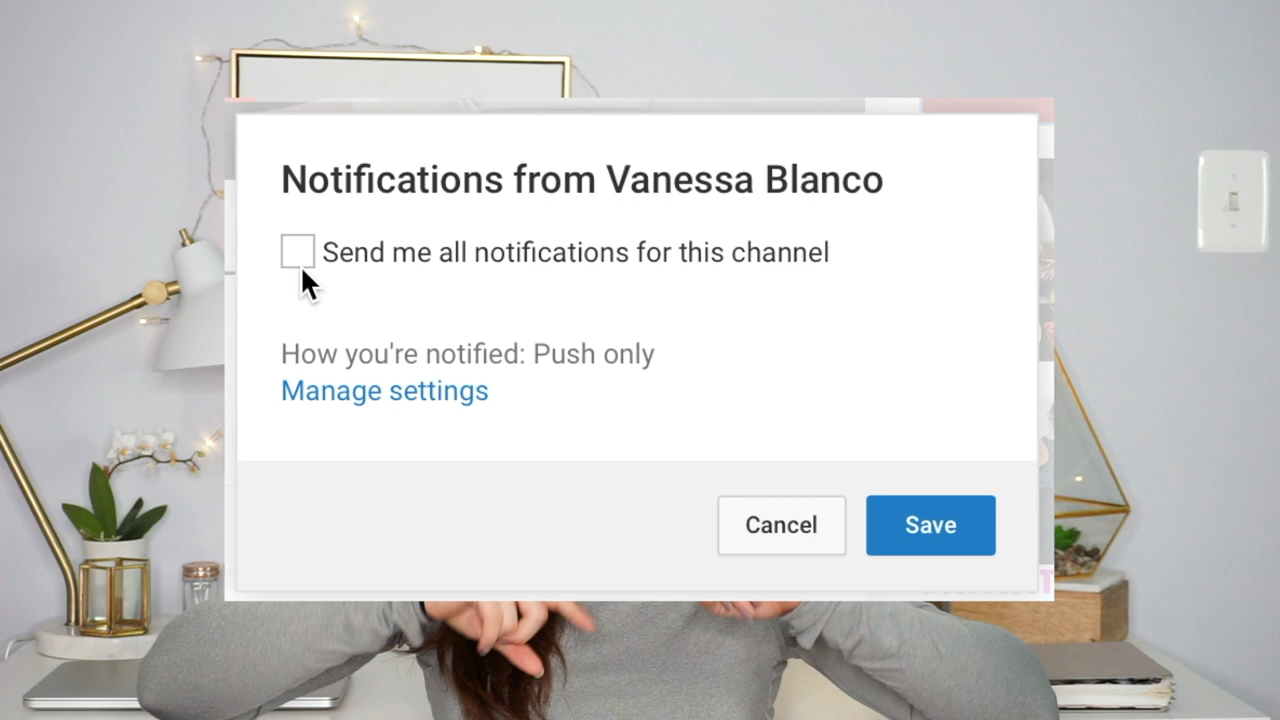 Notifications from Vanessa Blanco
Send me all notifications for this channel
How you're notified: Push only
Manage settings
Cancel
Save